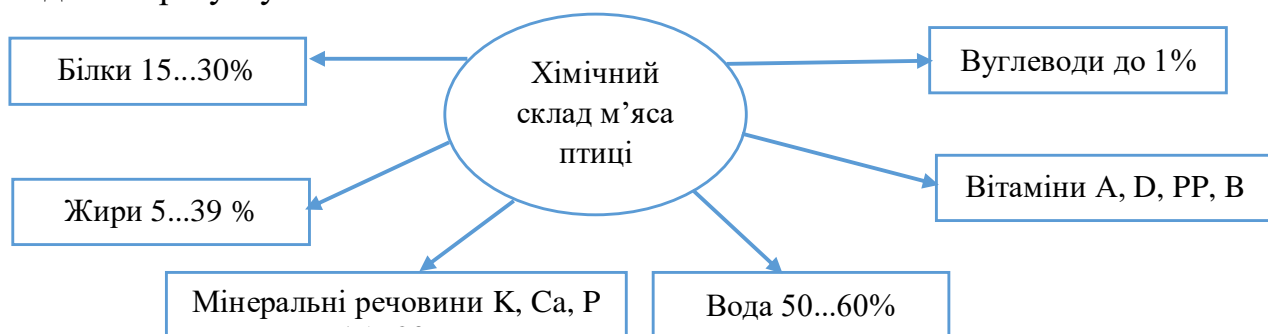 Хімічний
склад м’яса
птиці
Білки 15...30%
Вуглеводи до 1%
Жири 5...39 %
Вітаміни A, D, PP, B
Мінеральні речовини K, Ca, P
Вода 50...60%